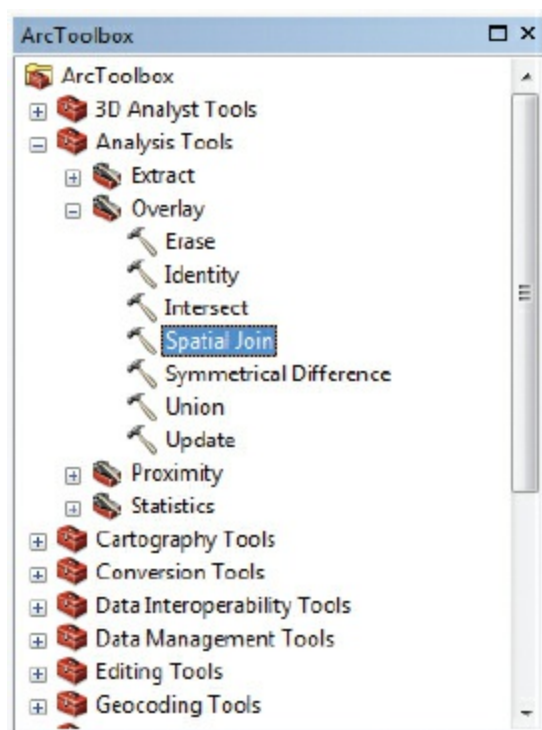 ArcToolbox
ArcToolbox
3D Analyst Tools
Analysis Tools
Extract
Overlay
Erase
Identity
Intersect
Spatial Join
Symmetrical Difference
Union
Update
Proximity
Statistics
Cartography Tools
Conversion Tools
Data Interoperability Tools
Data Management Tools
Editing Tools
Geocoding Tools